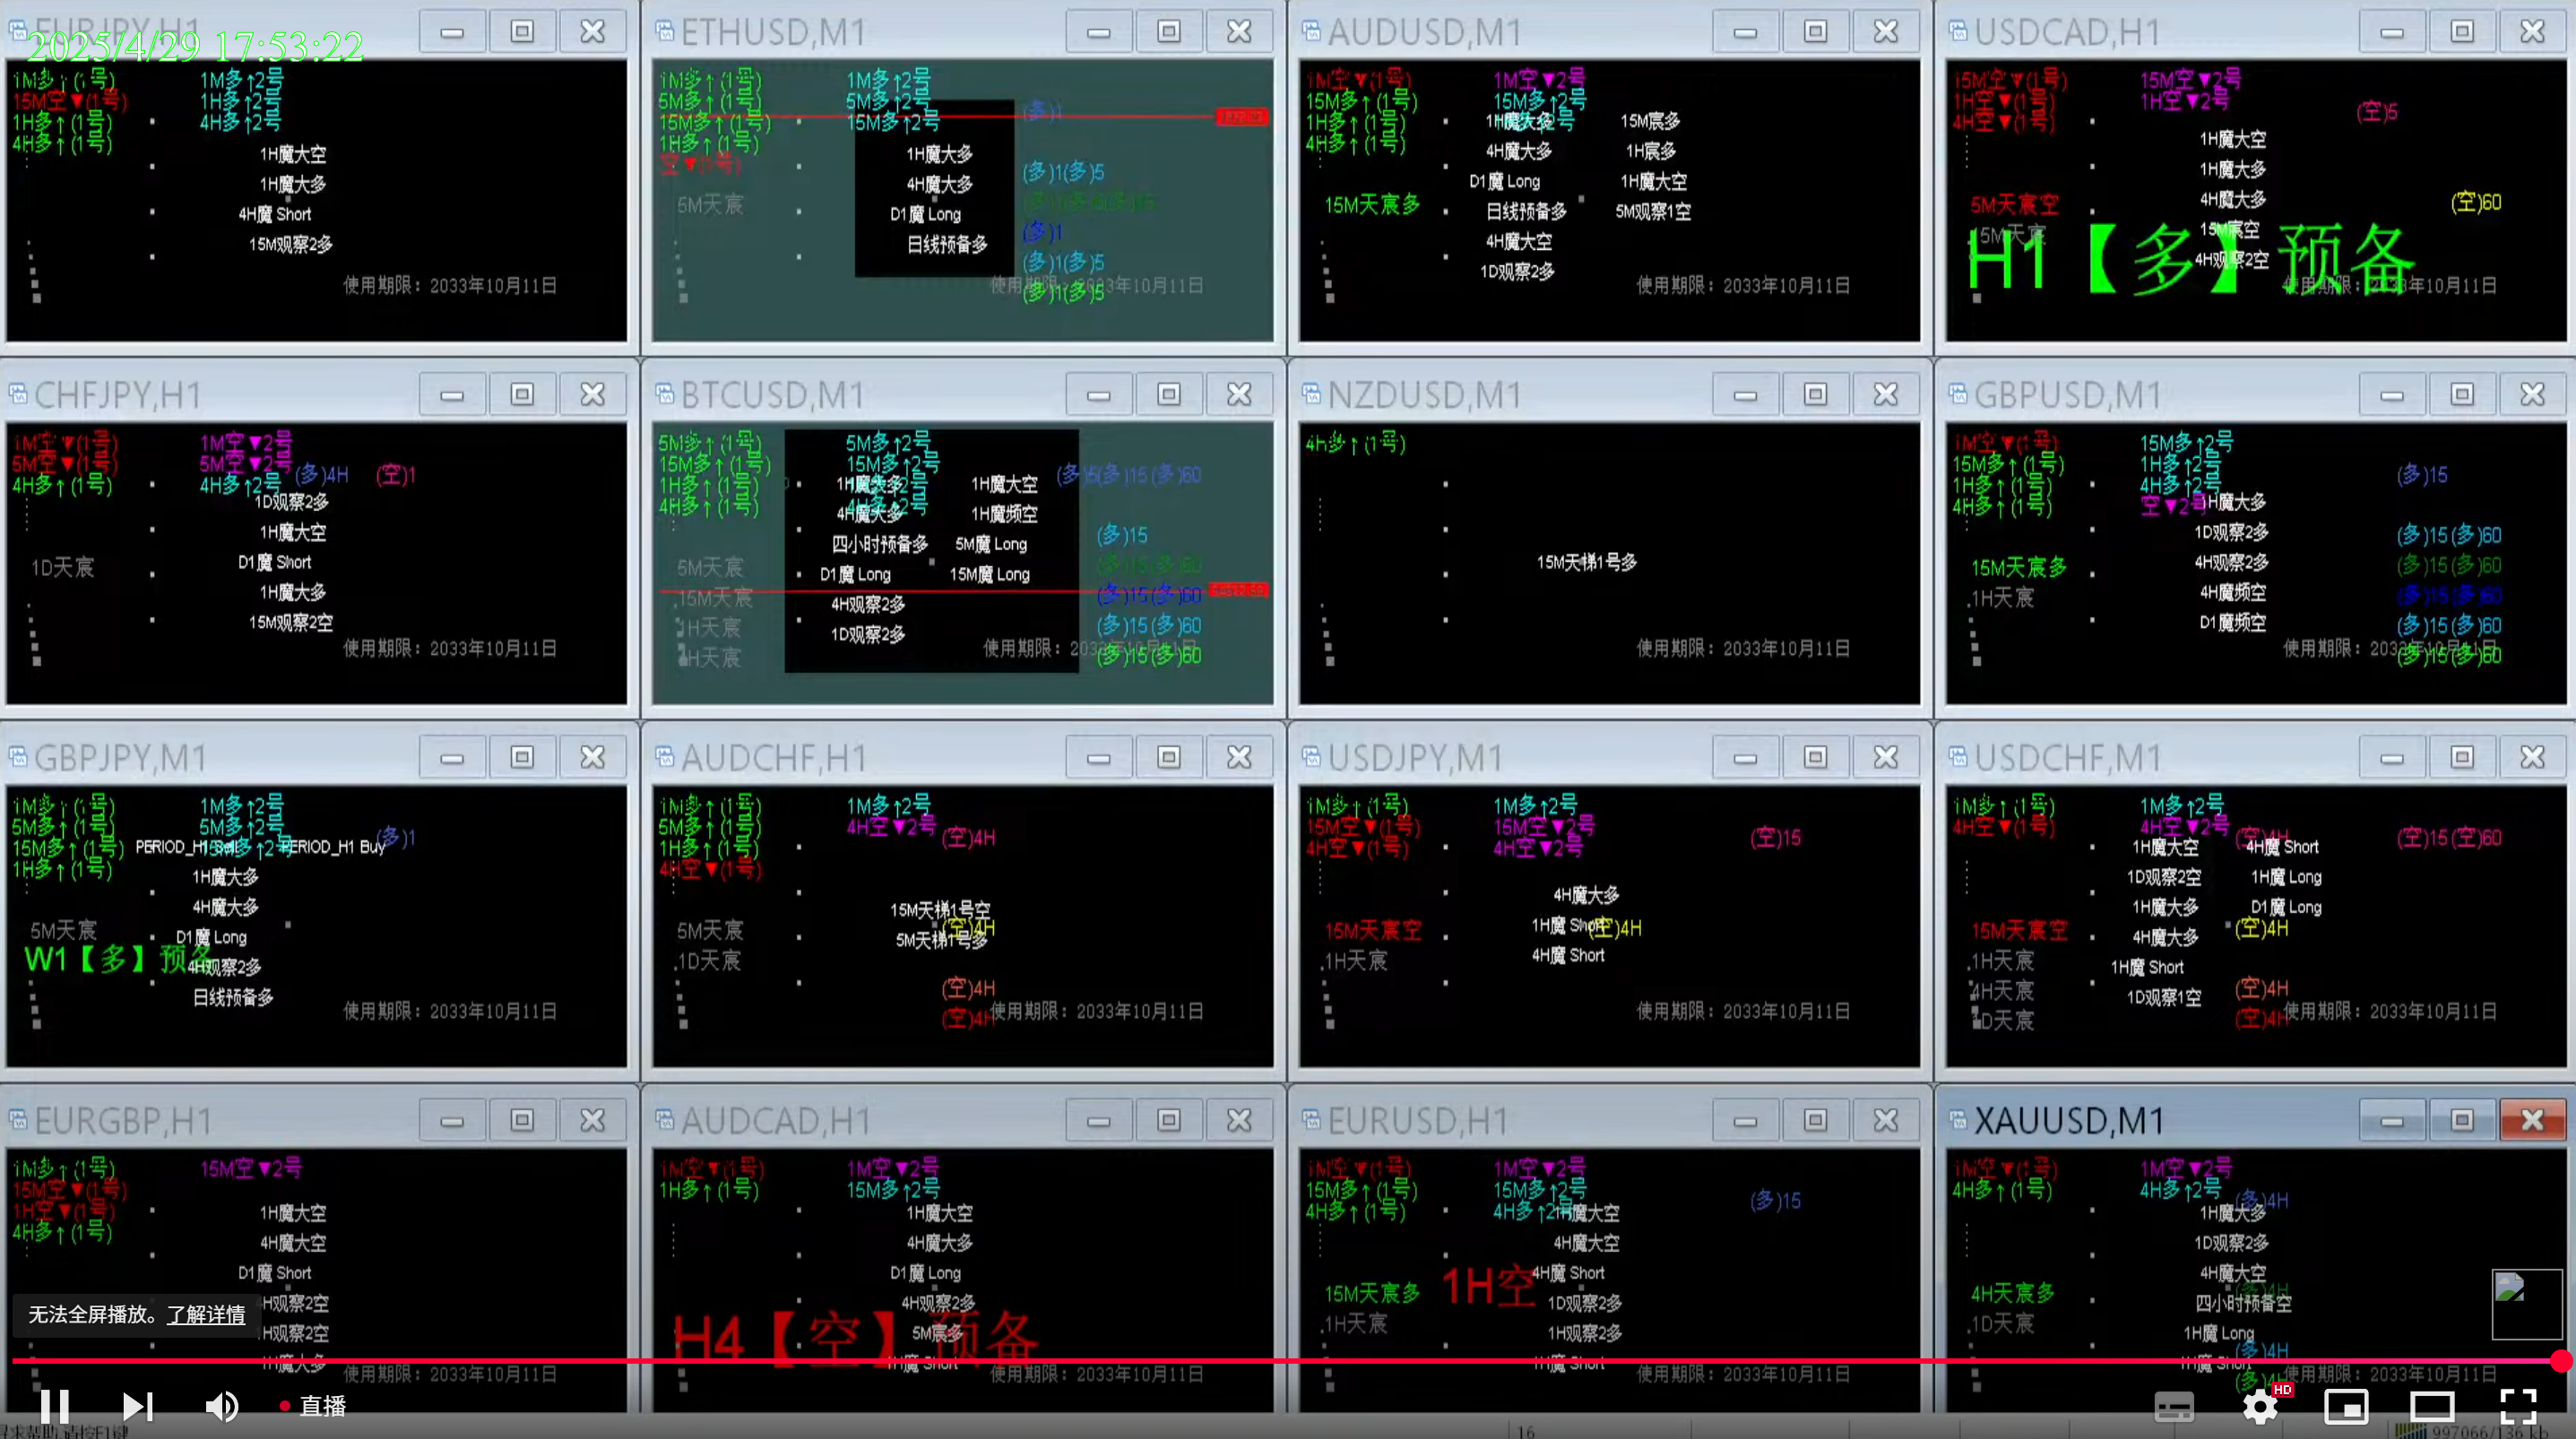 EURJPY,H1
2025/4/29 17:53:22
1M多↑(1号)
15M空▼(1号)
1H多↑(1号)
4H多↑(1号)
1M多↑2号
1H多↑2号
4H多↑2号
1H魔大空
1H魔大多
4H魔 Short
D1魔 Short
15M观察2多
使用期限：2033年10月11日
ETHUSD,M1
1M多↑(1号)
5M多↑(1号)
15M多↑(1号)
1H多↑(1号)
空▼(1号)
5M天宸
1M多↑2号
5M多↑2号
15M多↑2号
1H魔大多
4H魔大多
D1魔 Long
日线预备多
(多)1(多)5
(多)1
(多)1(多)5
(多)1(多)5
使用期限：2033年10月11日
AUDUSD,M1
1M空▼(1号)
15M多↑(1号)
1H多↑(1号)
4H多↑(1号)
15M天宸多
1M空▼2号
15M多↑2号
1H魔大多
4H魔大多
D1魔 Long
日线预备多
4H魔大空
1D观察2多
15M宸多
1H宸多
1H魔大空
5M观察1空
使用期限：2033年10月11日
USDCAD,H1
15M空▼(1号)
1H空▼(1号)
4H空▼(1号)
5M天宸空
15M天宸
15M空▼2号
1H空▼2号
(空)5
1H魔大空
1H魔大多
4H魔大多
15M宸空
4H观察2空
(空)60
H1【多】预备
使用期限：2033年10月11日
CHFJPY,H1
1M空▼(1号)
5M空▼(1号)
4H多↑(1号)
1D天宸
1M空▼2号
5M空▼2号
4H多↑2号
(多)4H
(空)1
1D观察2多
1H魔大空
D1魔 Short
1H魔大多
15M观察2空
使用期限：2033年10月11日
BTCUSD,M1
5M多↑(1号)
15M多↑(1号)
1H多↑(1号)
4H多↑(1号)
5M天宸
15M天宸
1H天宸
4H天宸
5M多↑2号
15M多↑2号
1H魔大多
4H魔大多
四小时预备多
D1魔 Long
4H观察2多
1D观察2多
1H魔大空
1H魔频空
5M魔 Long
15M魔 Long
(多)5(多)15(多)60
(多)15
(多)15(多)60
(多)15(多)60
(多)15(多)60
(多)15(多)60
使用期限：2033年10月11日
NZDUSD,M1
4H多↑(1号)
15M天梯1号多
使用期限：2033年10月11日
GBPUSD,M1
1M空▼(1号)
15M多↑(1号)
1H多↑(1号)
4H多↑(1号)
15M天宸多
1H天宸
15M多↑2号
1H多↑2号
4H多↑2号
空▼2号
1H魔大多
1D观察2多
4H观察2多
4H魔频空
D1魔频空
(多)15
(多)15(多)60
(多)15(多)60
(多)15(多)60
(多)15(多)60
(多)15(多)60
使用期限：2033年10月11日
GBPJPY,M1
1M多↑(1号)
5M多↑(1号)
15M多↑(1号)
1H多↑(1号)
5M天宸
1M多↑2号
5M多↑2号
15M多↑2号
PERIOD_H1 Buy
(多)1
1H魔大多
4H魔大多
D1魔 Long
4H观察2多
日线预备多
W1【多】预备
使用期限：2033年10月11日
AUDCHF,H1
1M多↑(1号)
5M多↑(1号)
1H多↑(1号)
4H空▼(1号)
5M天宸
1D天宸
1M多↑2号
4H空▼2号
(空)4H
15M天梯1号空
(空)4H
5M天梯1号多
(空)4H
(空)4H
使用期限：2033年10月11日
USDJPY,M1
1M多↑(1号)
15M空▼(1号)
4H空▼(1号)
15M天宸空
1H天宸
1M多↑2号
15M空▼2号
4H空▼2号
(空)15
4H魔大多
1H魔 Short
(空)4H
4H魔 Short
使用期限：2033年10月11日
USDCHF,M1
1M多↑(1号)
4H空▼(1号)
15M天宸空
1H天宸
4H天宸
1D天宸
1M多↑2号
4H空▼2号
(空)4H
(空)15(空)60
1H魔大空
1D观察2空
1H魔大多
4H魔大多
1H魔 Short
1D观察1空
4H魔 Short
1H魔 Long
D1魔 Long
(空)4H
(空)4H
(空)4H
使用期限：2033年10月11日
EURGBP,H1
1M多↑(1号)
15M空▼(1号)
1H空▼(1号)
4H多↑(1号)
15M空▼2号
1H魔大空
4H魔大空
D1魔 Short
4H观察2空
1H观察2空
1H魔大多
使用期限：2033年10月11日
AUDCAD,H1
1M空▼(1号)
1H多↑(1号)
1M空▼2号
15M多↑2号
1H魔大空
4H魔大多
D1魔 Long
4H观察2多
5M宸多
1H魔 Short
H4【空】预备
使用期限：2033年10月11日
EURUSD,H1
1M空▼(1号)
15M多↑(1号)
4H多↑(1号)
15M天宸多
1H天宸
1M空▼2号
15M多↑2号
4H多↑2号
(多)15
1H魔大空
4H魔大空
4H魔 Short
1D观察2多
1H观察2多
1H魔 Short
1H空
使用期限：2033年10月11日
XAUUSD,M1
1M空▼(1号)
4H多↑(1号)
4H天宸多
1D天宸
1M空▼2号
4H多↑2号
(多)4H
1H魔大多
1D观察2多
4H魔大空
(多)4H
四小时预备空
1H魔 Long
(多)4H
1H魔 Short
(多)4H
使用期限：2033年10月11日
无法全屏播放。了解详情
直播
HD
寻求帮助,请按F1键
16
997066/136 kb